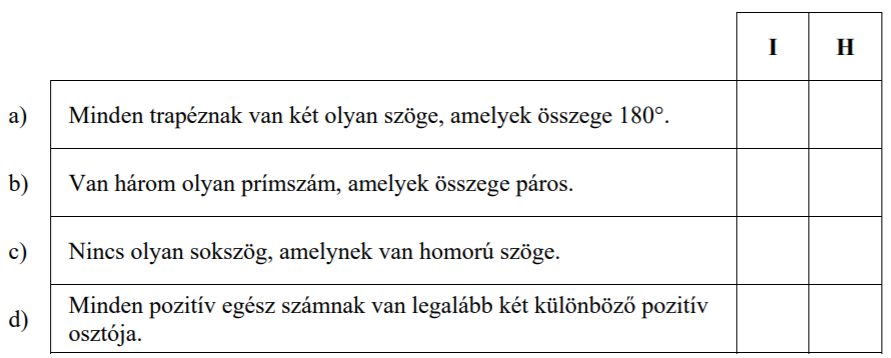 I H
a) Minden trapéznak van két olyan szöge, amelyek összege 180°.
b) Van három olyan prímszám, amelyek összege páros.
c) Nincs olyan sokszög, amelynek van homorú szöge.
d) Minden pozitív egész számnak van legalább két különböző pozitív
osztója.